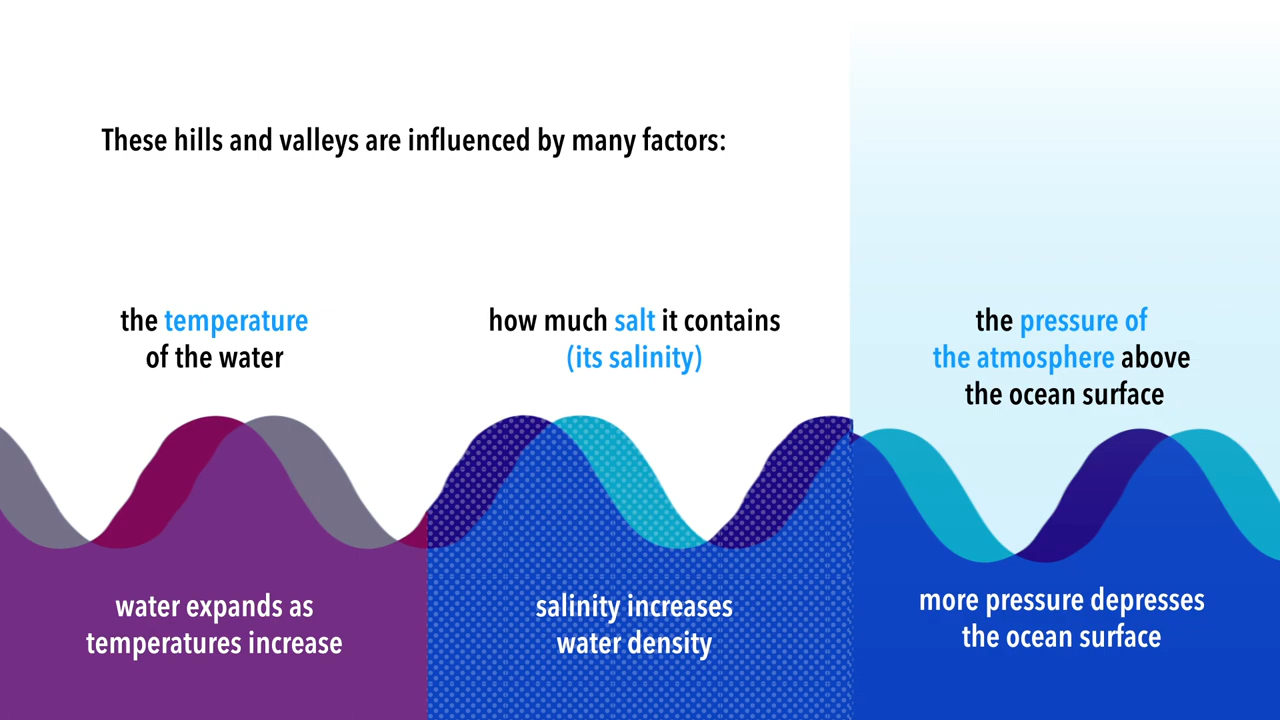 These hills and valleys are influenced by many factors:
the temperature
of the water
how much salt it contains
(its salinity)
the pressure of
the atmosphere above
the ocean surface
water expands as
temperatures increase
salinity increases
water density
more pressure depresses
the ocean surface